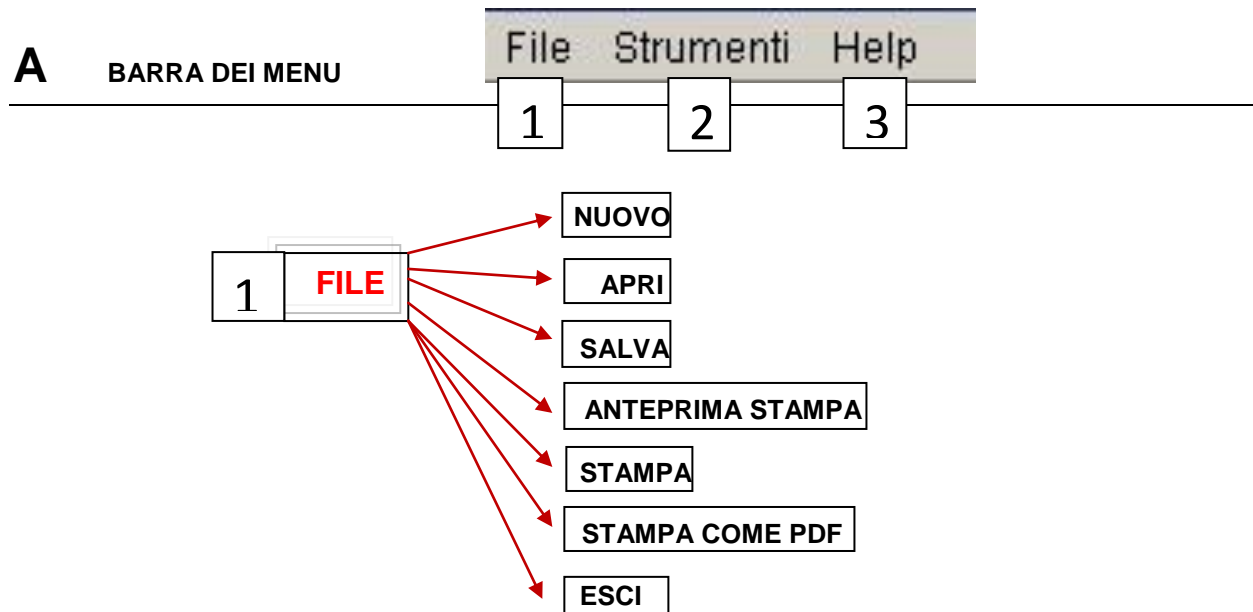 File Strumenti Help
A BARRA DEI MENU
1 2 3
NUOVO
1 FILE
APRI
SALVA
ANTEPRIMA STAMPA
STAMPA
STAMPA COME PDF
ESCI